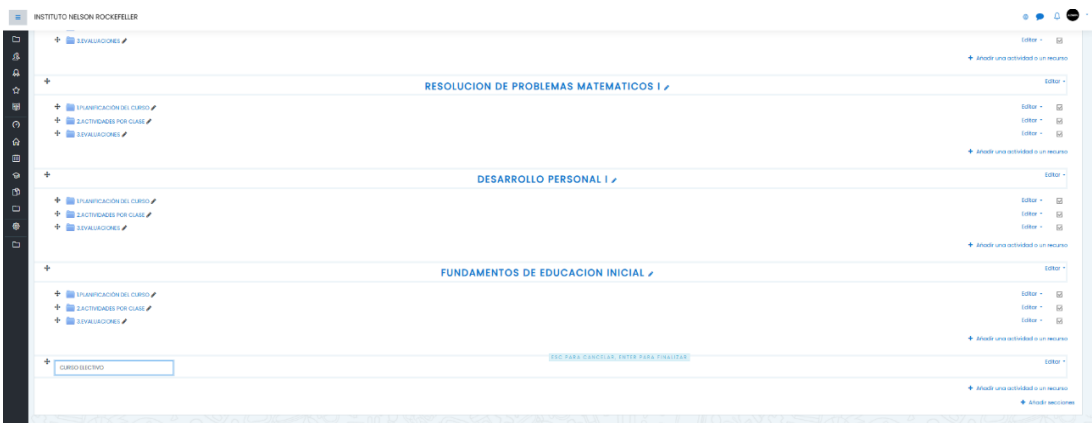 INSTITUTO NELSON ROCKEFELLER
3.EVALUACIONES Editar
+ Añadir una actividad o un recurso
RESOLUCION DE PROBLEMAS MATEMATICOS I Editar
1.PLANIFICACIÓN DEL CURSO Editar
2.ACTIVIDADES POR CLASE Editar
3.EVALUACIONES Editar
+ Añadir una actividad o un recurso
DESARROLLO PERSONAL I Editar
1.PLANIFICACIÓN DEL CURSO Editar
2.ACTIVIDADES POR CLASE Editar
3.EVALUACIONES Editar
+ Añadir una actividad o un recurso
FUNDAMENTOS DE EDUCACION INICIAL Editar
1.PLANIFICACIÓN DEL CURSO Editar
2.ACTIVIDADES POR CLASE Editar
3.EVALUACIONES Editar
+ Añadir una actividad o un recurso
ESC PARA CANCELAR, ENTER PARA FINALIZAR
CURSO ELECTIVO Editar
+ Añadir una actividad o un recurso
+ Añadir secciones